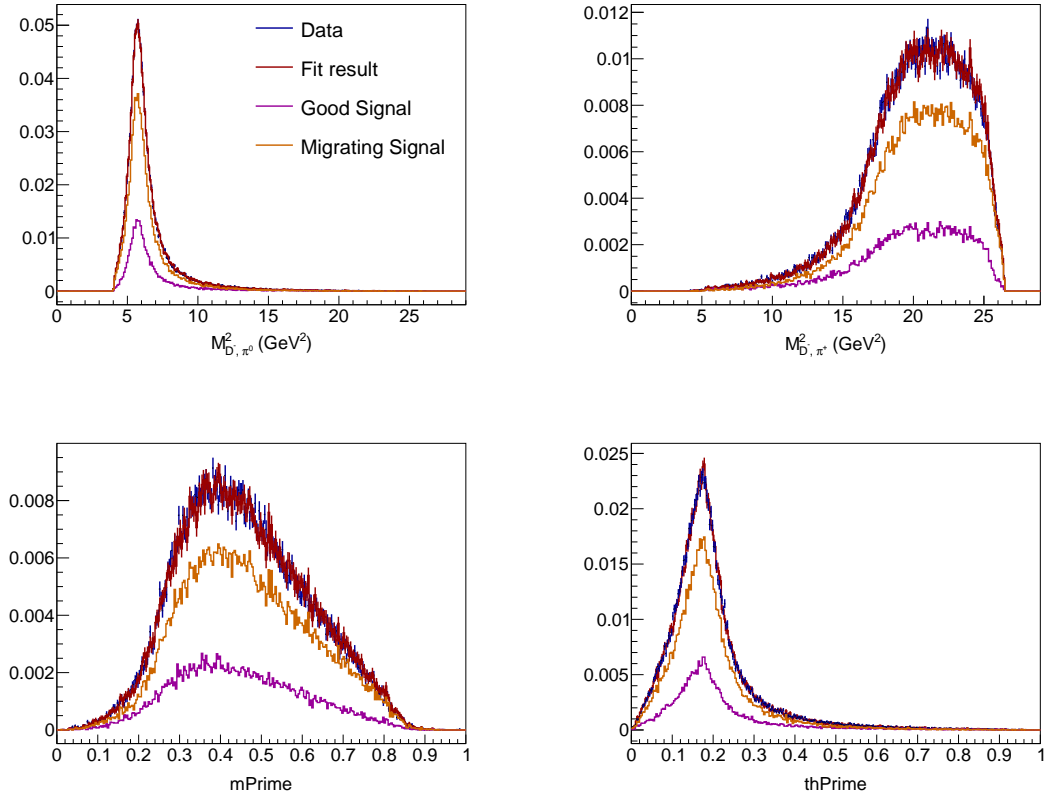 0.05
0.04
0.03
0.02
0.01
0
0 5 10 15 20 25
M²D⁻, π⁰ (GeV²)
Data
Fit result
Good Signal
Migrating Signal
0.012
0.01
0.008
0.006
0.004
0.002
0
0 5 10 15 20 25
M²D⁻, π⁺ (GeV²)
0.008
0.006
0.004
0.002
0
0 0.1 0.2 0.3 0.4 0.5 0.6 0.7 0.8 0.9 1
mPrime
0.025
0.02
0.015
0.01
0.005
0
0 0.1 0.2 0.3 0.4 0.5 0.6 0.7 0.8 0.9 1
thPrime